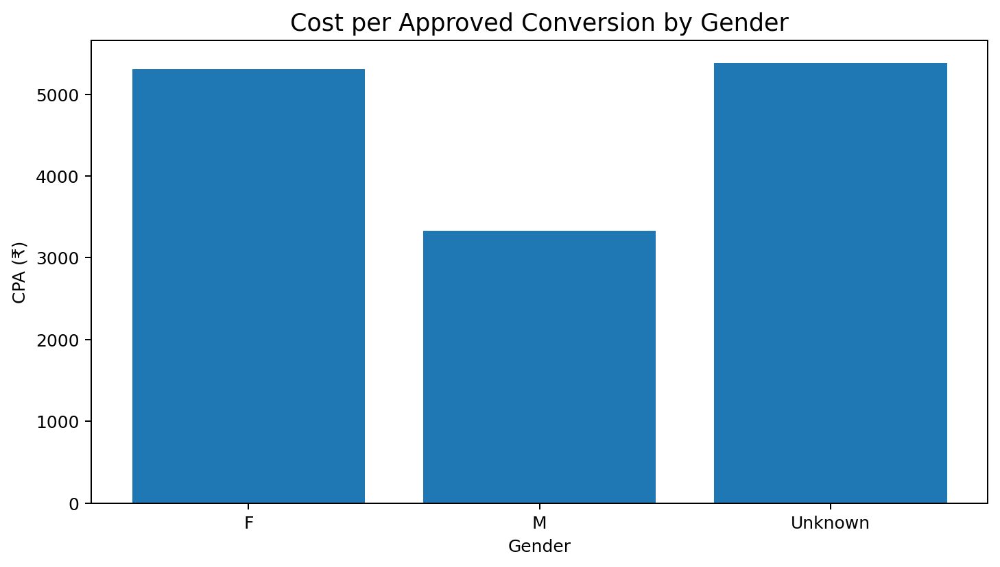 Cost per Approved Conversion by Gender
CPA (₹)
5000
4000
3000
2000
1000
0
F M Unknown
Gender